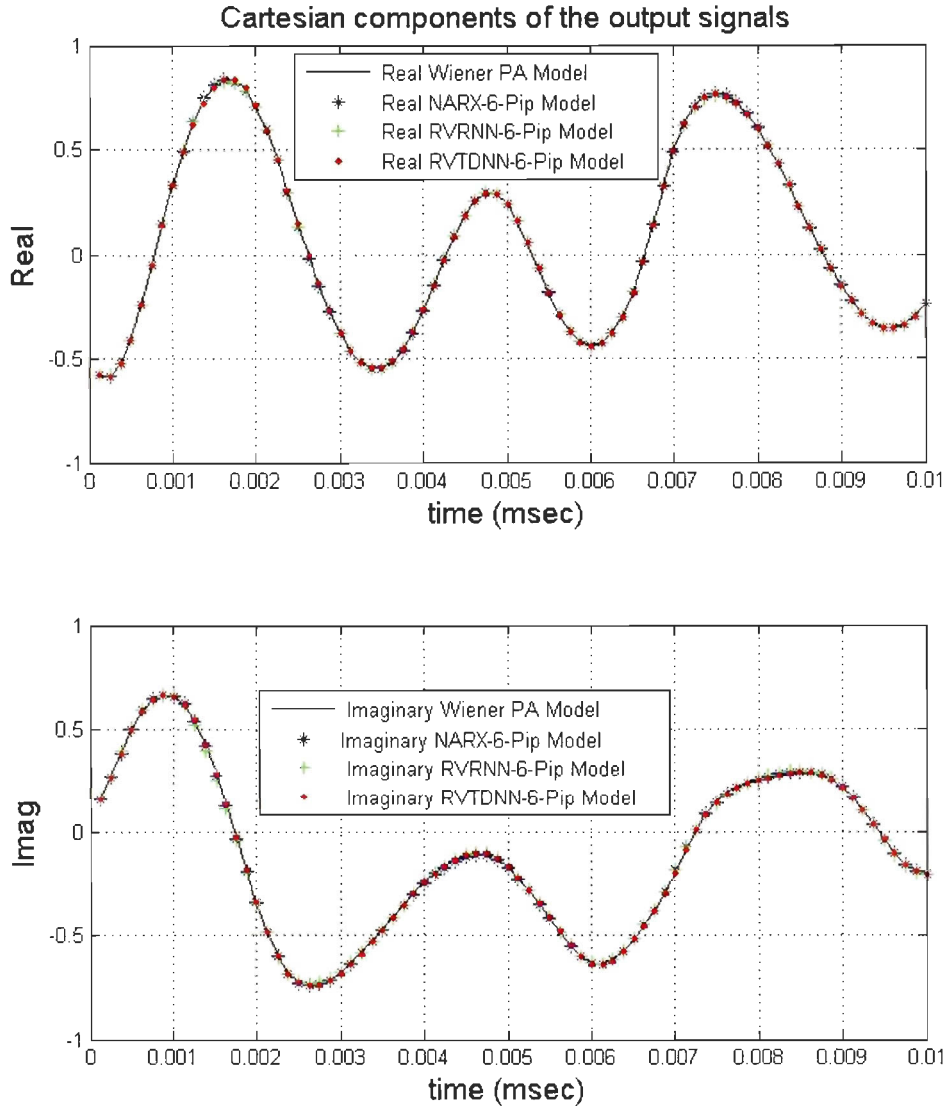 Cartesian components of the output signals
1
0.5
0
-0.5
-1
Real
Real Wiener PA Model
Real NARX-6-Pip Model
Real RVRNN-6-Pip Model
Real RVTDNN-6-Pip Model
0 0.001 0.002 0.003 0.004 0.005 0.006 0.007 0.008 0.009 0.01
time (msec)
1
0.5
0
-0.5
-1
Imag
Imaginary Wiener PA Model
Imaginary NARX-6-Pip Model
Imaginary RVRNN-6-Pip Model
Imaginary RVTDNN-6-Pip Model
0 0.001 0.002 0.003 0.004 0.005 0.006 0.007 0.008 0.009 0.01
time (msec)